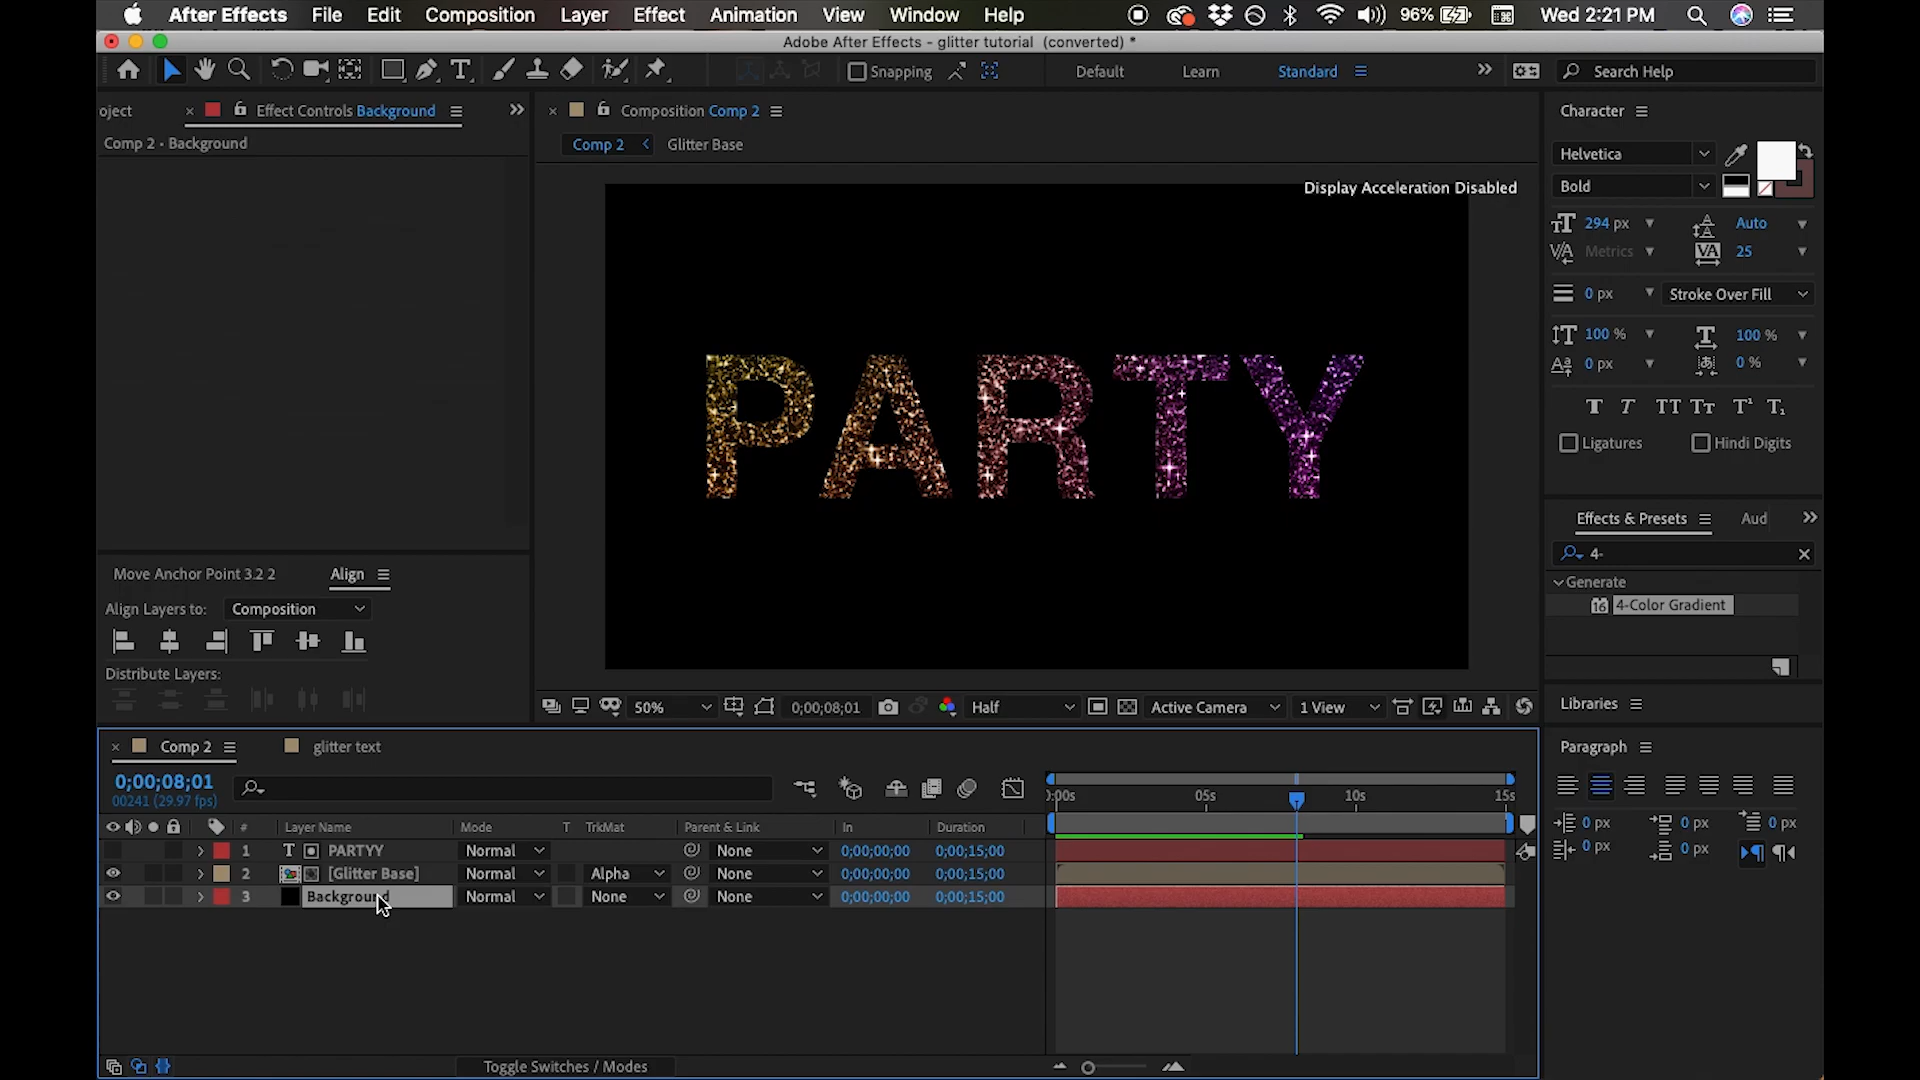 After Effects File Edit Composition Layer Effect Animation View Window Help 96% Wed 2:21 PM
Adobe After Effects - glitter tutorial (converted) *
Snapping Default Learn Standard Search Help
oject Effect Controls Background Composition Comp 2 Character
Comp 2 • Background
Comp 2 Glitter Base
Helvetica
Display Acceleration Disabled
Bold
294 px Auto
Metrics 25
0 px Stroke Over Fill
100 % 100 %
0 px 0 %
Ligatures Hindi Digits
PARTY
Effects & Presets Aud
4-
Generate
16 4-Color Gradient
Move Anchor Point 3.2 2 Align
Align Layers to: Composition
Distribute Layers:
50% 0;00;08;01 Half Active Camera 1 View
Libraries
Paragraph
0 px 0 px 0 px
0 px 0 px
Comp 2 glitter text
0;00;08;01
00241 (29.97 fps)
):00s 05s 10s 15s
# Layer Name Mode T TrkMat Parent & Link In Duration
1 T PARTYY Normal None 0;00;00;00 0;00;15;00
2 [Glitter Base] Normal Alpha None 0;00;00;00 0;00;15;00
3 Background Normal None None 0;00;00;00 0;00;15;00
Toggle Switches / Modes